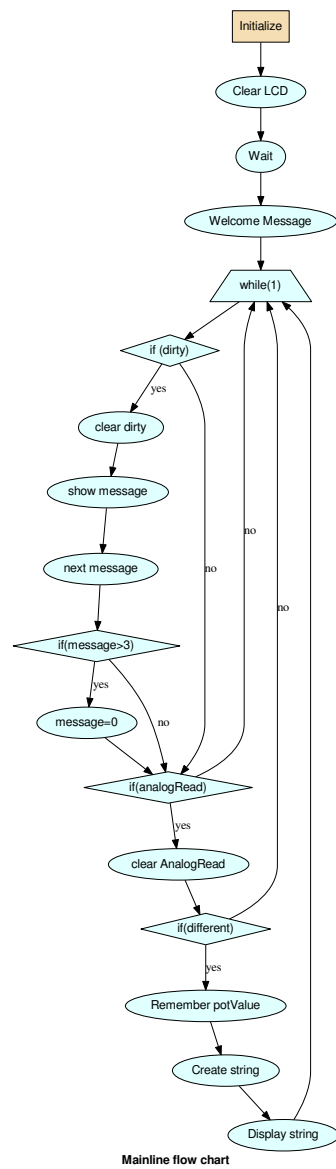 Initialize
Clear LCD
Wait
Welcome Message
while(1)
if (dirty)
yes
clear dirty
show message
no
no
next message
no
if(message>3)
yes
message=0
no
if(analogRead)
yes
clear AnalogRead
if(different)
yes
Remember potValue
Create string
Display string
Mainline flow chart